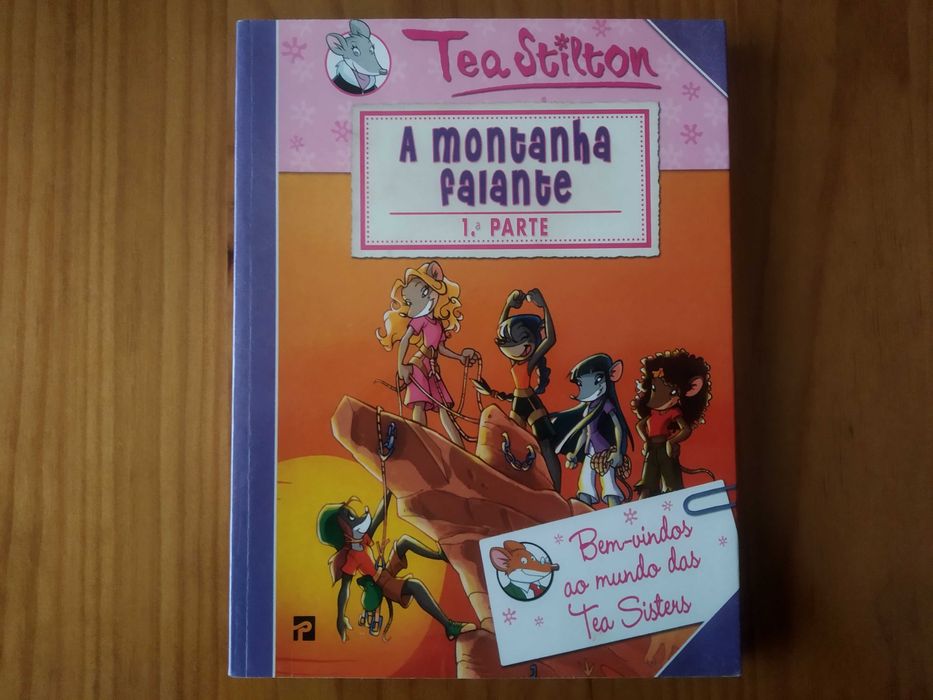 Tea Stilton
A montanha
falante
1.ª PARTE
Bem-vindos
ao mundo das
Tea Sisters